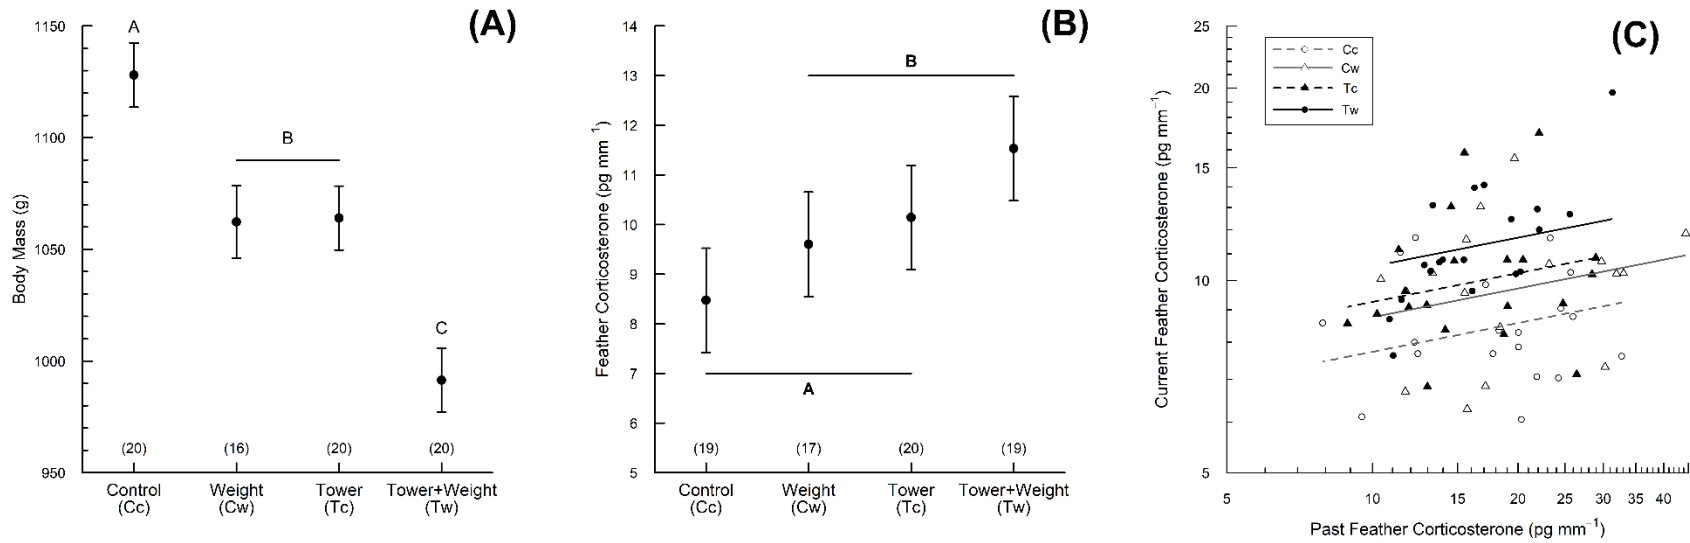 (A)
Body Mass (g)
1150
1100
1050
1000
950
A
B
C
(20)
(16)
(20)
(20)
Control
(Cc)
Weight
(Cw)
Tower
(Tc)
Tower+Weight
(Tw)
(B)
Feather Corticosterone (pg mm⁻¹)
14
13
12
11
10
9
8
7
6
5
B
A
(19)
(17)
(20)
(19)
Control
(Cc)
Weight
(Cw)
Tower
(Tc)
Tower+Weight
(Tw)
(C)
Current Feather Corticosterone (pg mm⁻¹)
25
20
15
10
5
Cc
Cw
Tc
Tw
5
10
15
20
25
30
35
40
Past Feather Corticosterone (pg mm⁻¹)